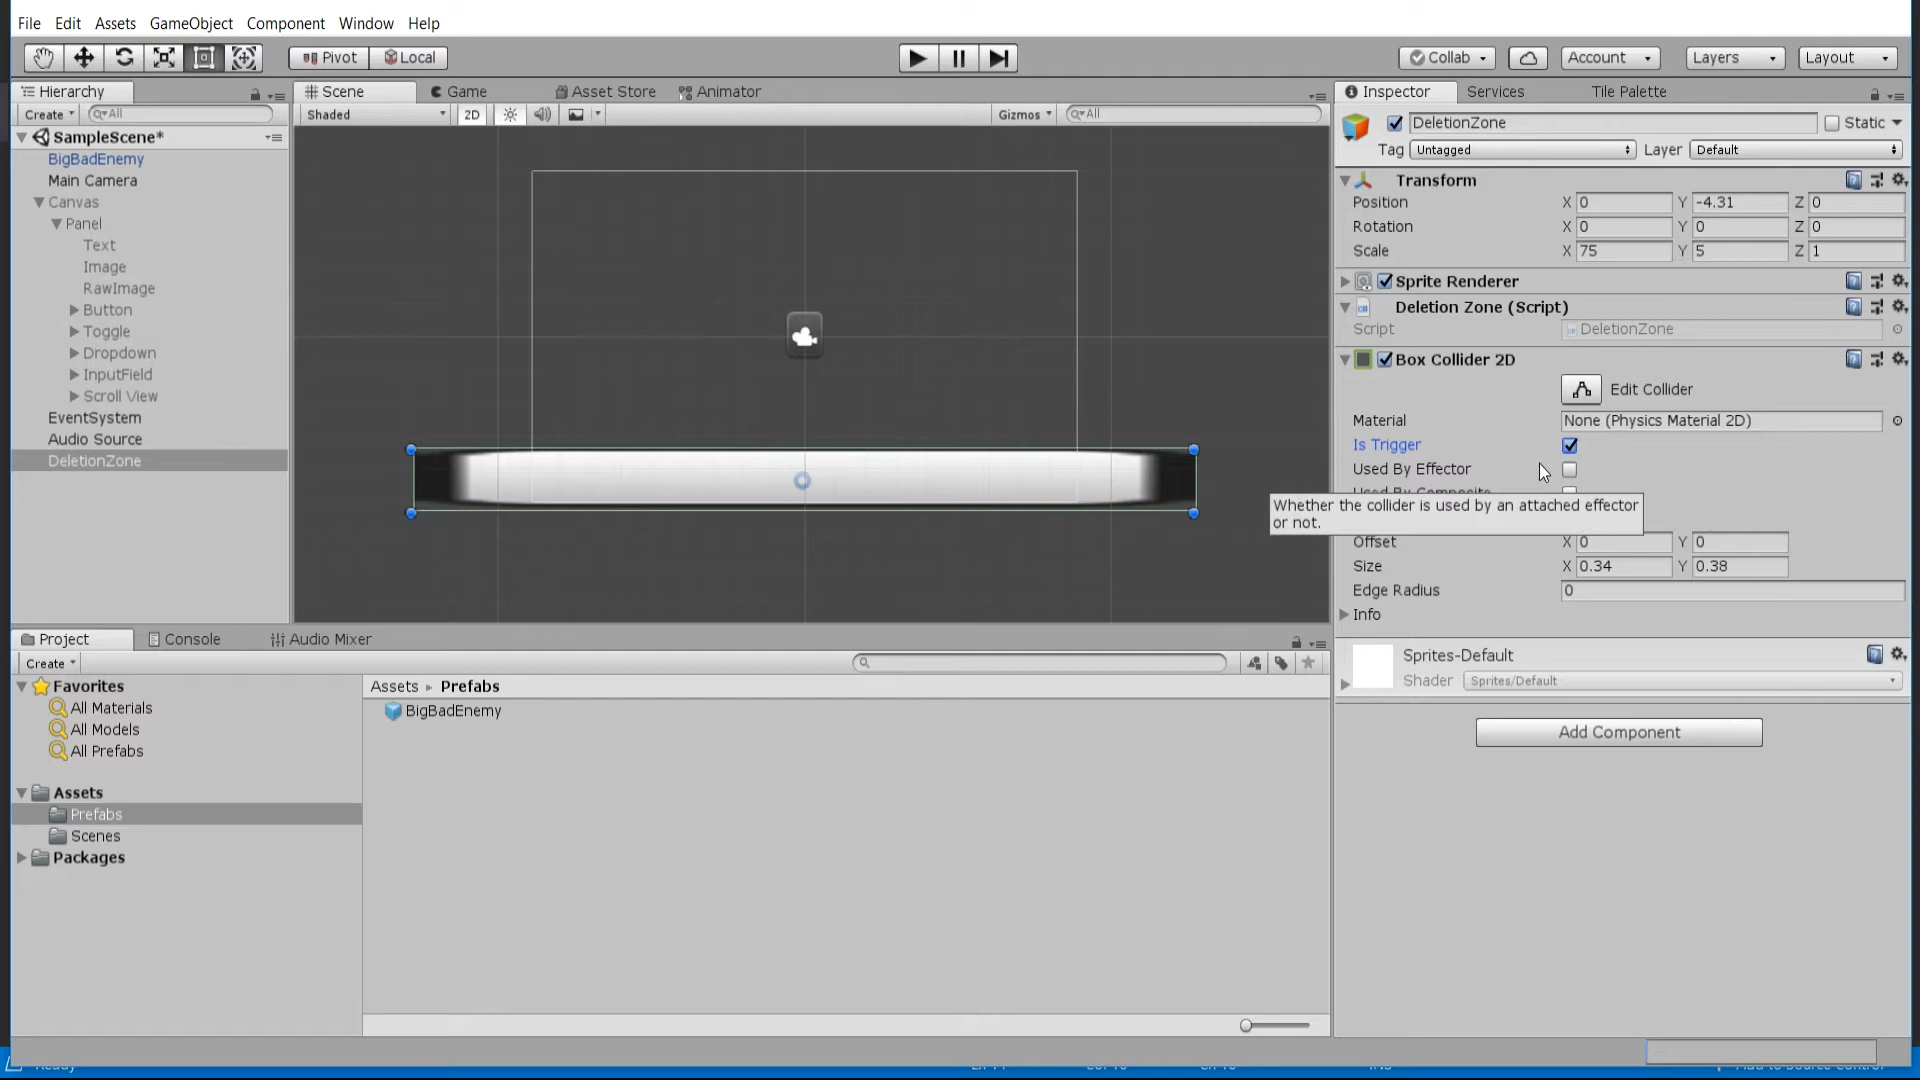 File Edit Assets GameObject Component Window Help
Pivot Local Collab Account Layers Layout
Hierarchy
Create All
SampleScene*
BigBadEnemy
Main Camera
Canvas
Panel
Text
Image
RawImage
Button
Toggle
Dropdown
InputField
Scroll View
EventSystem
Audio Source
DeletionZone
Scene Game Asset Store Animator
Shaded 2D Gizmos All
Inspector Services Tile Palette
DeletionZone Static
Tag Untagged Layer Default
Transform
Position X 0 Y -4.31 Z 0
Rotation X 0 Y 0 Z 0
Scale X 75 Y 5 Z 1
Sprite Renderer
Deletion Zone (Script)
Script DeletionZone
Box Collider 2D
Edit Collider
Material None (Physics Material 2D)
Is Trigger
Used By Effector
Used By Composite
Whether the collider is used by an attached effector
or not.
Offset X 0 Y 0
Size X 0.34 Y 0.38
Edge Radius 0
Info
Sprites-Default
Shader Sprites/Default
Add Component
Project Console Audio Mixer
Create
Favorites
All Materials
All Models
All Prefabs
Assets
Prefabs
Scenes
Packages
Assets Prefabs
BigBadEnemy